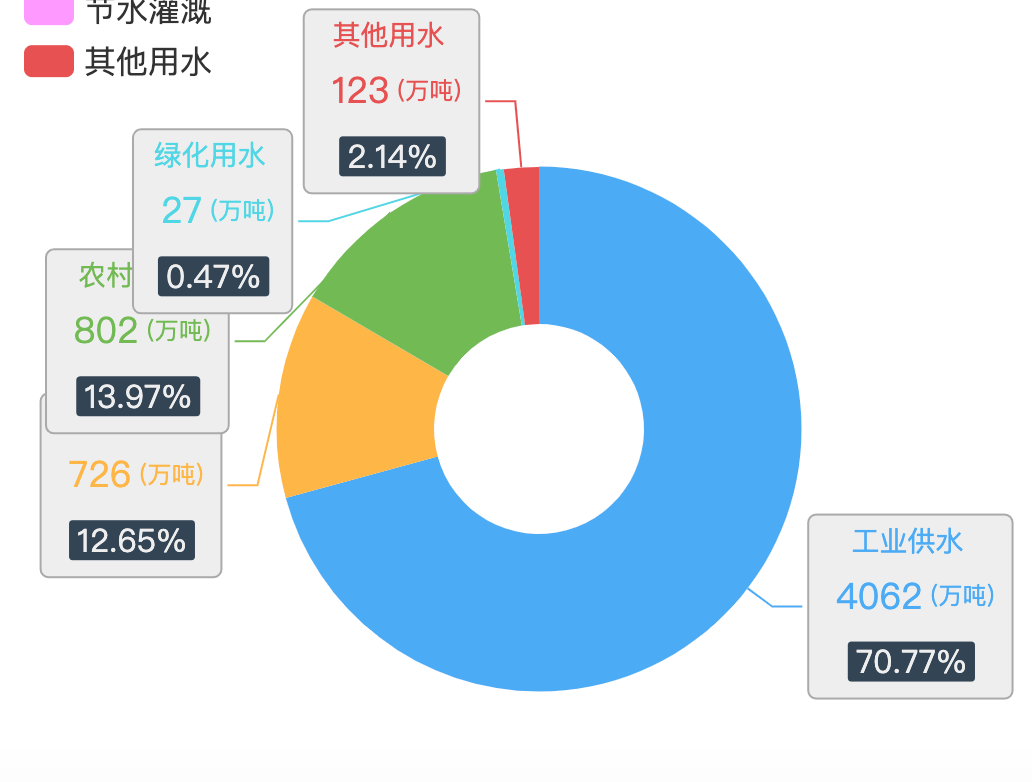 节水灌溉
其他用水
其他用水
123 (万吨)
2.14%
绿化用水
27 (万吨)
0.47%
农村
802 (万吨)
13.97%
726 (万吨)
12.65%
工业供水
4062 (万吨)
70.77%